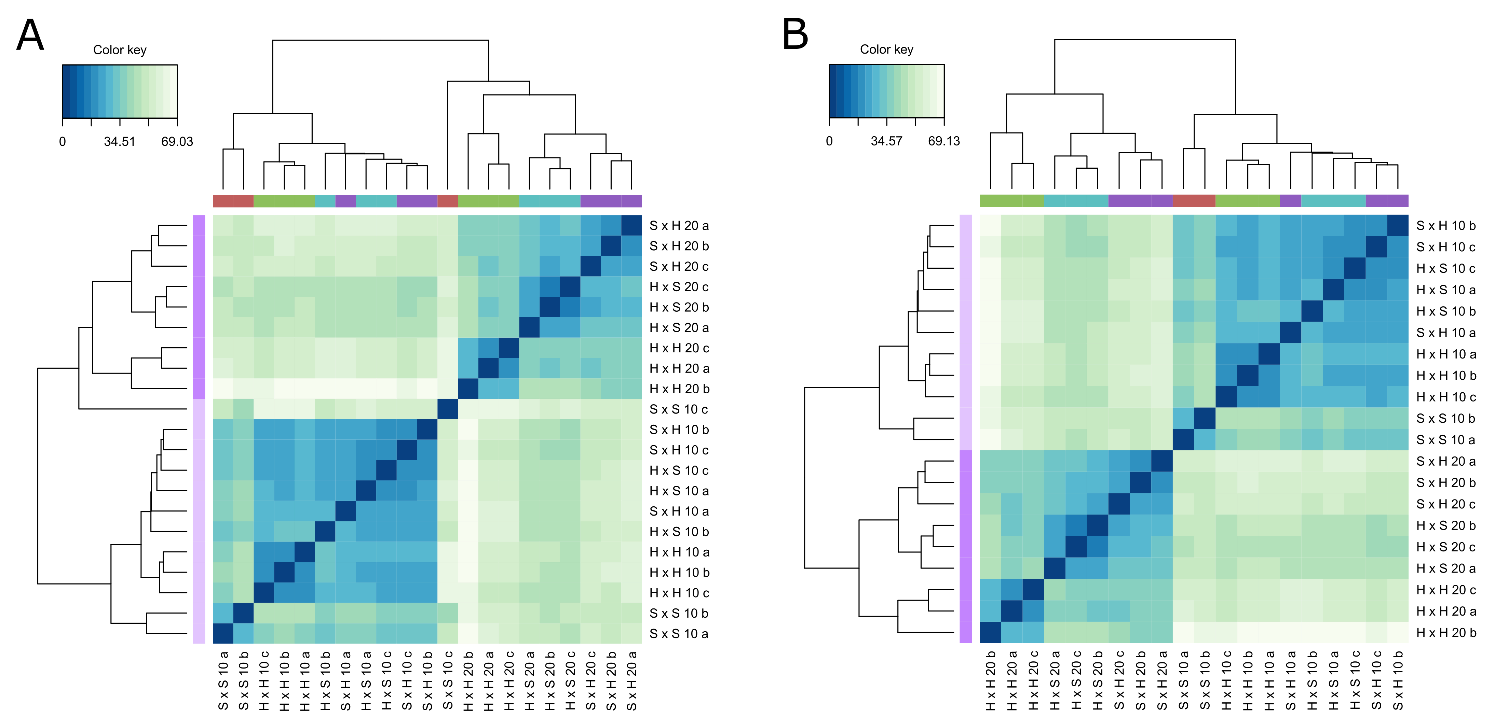 A
Color key
0 34.51 69.03
S x H 20 a
S x H 20 b
S x H 20 c
H x S 20 c
H x S 20 b
H x S 20 a
H x H 20 c
H x H 20 a
H x H 20 b
S x S 10 c
S x H 10 b
S x H 10 c
H x S 10 c
H x S 10 a
S x H 10 a
H x S 10 b
H x H 10 a
H x H 10 b
H x H 10 c
S x S 10 b
S x S 10 a
S x S 10 a
S x S 10 b
H x H 10 c
H x H 10 b
H x H 10 a
H x S 10 b
S x H 10 a
H x S 10 a
H x S 10 c
S x H 10 c
S x H 10 b
S x S 10 c
H x H 20 b
H x H 20 a
H x H 20 c
H x S 20 a
H x S 20 b
H x S 20 c
S x H 20 c
S x H 20 b
S x H 20 a
B
Color key
0 34.57 69.13
S x H 10 b
S x H 10 c
H x S 10 c
H x S 10 a
H x S 10 b
S x H 10 a
H x H 10 a
H x H 10 b
H x H 10 c
S x S 10 b
S x S 10 a
S x H 20 a
S x H 20 b
S x H 20 c
H x S 20 b
H x S 20 c
H x S 20 a
H x H 20 c
H x H 20 a
H x H 20 b
H x H 20 b
H x H 20 a
H x H 20 c
H x S 20 a
H x S 20 c
H x S 20 b
S x H 20 c
S x H 20 b
S x H 20 a
S x S 10 a
S x S 10 b
H x H 10 c
H x H 10 b
H x H 10 a
S x H 10 a
H x S 10 b
H x S 10 a
H x S 10 c
S x H 10 c
S x H 10 b